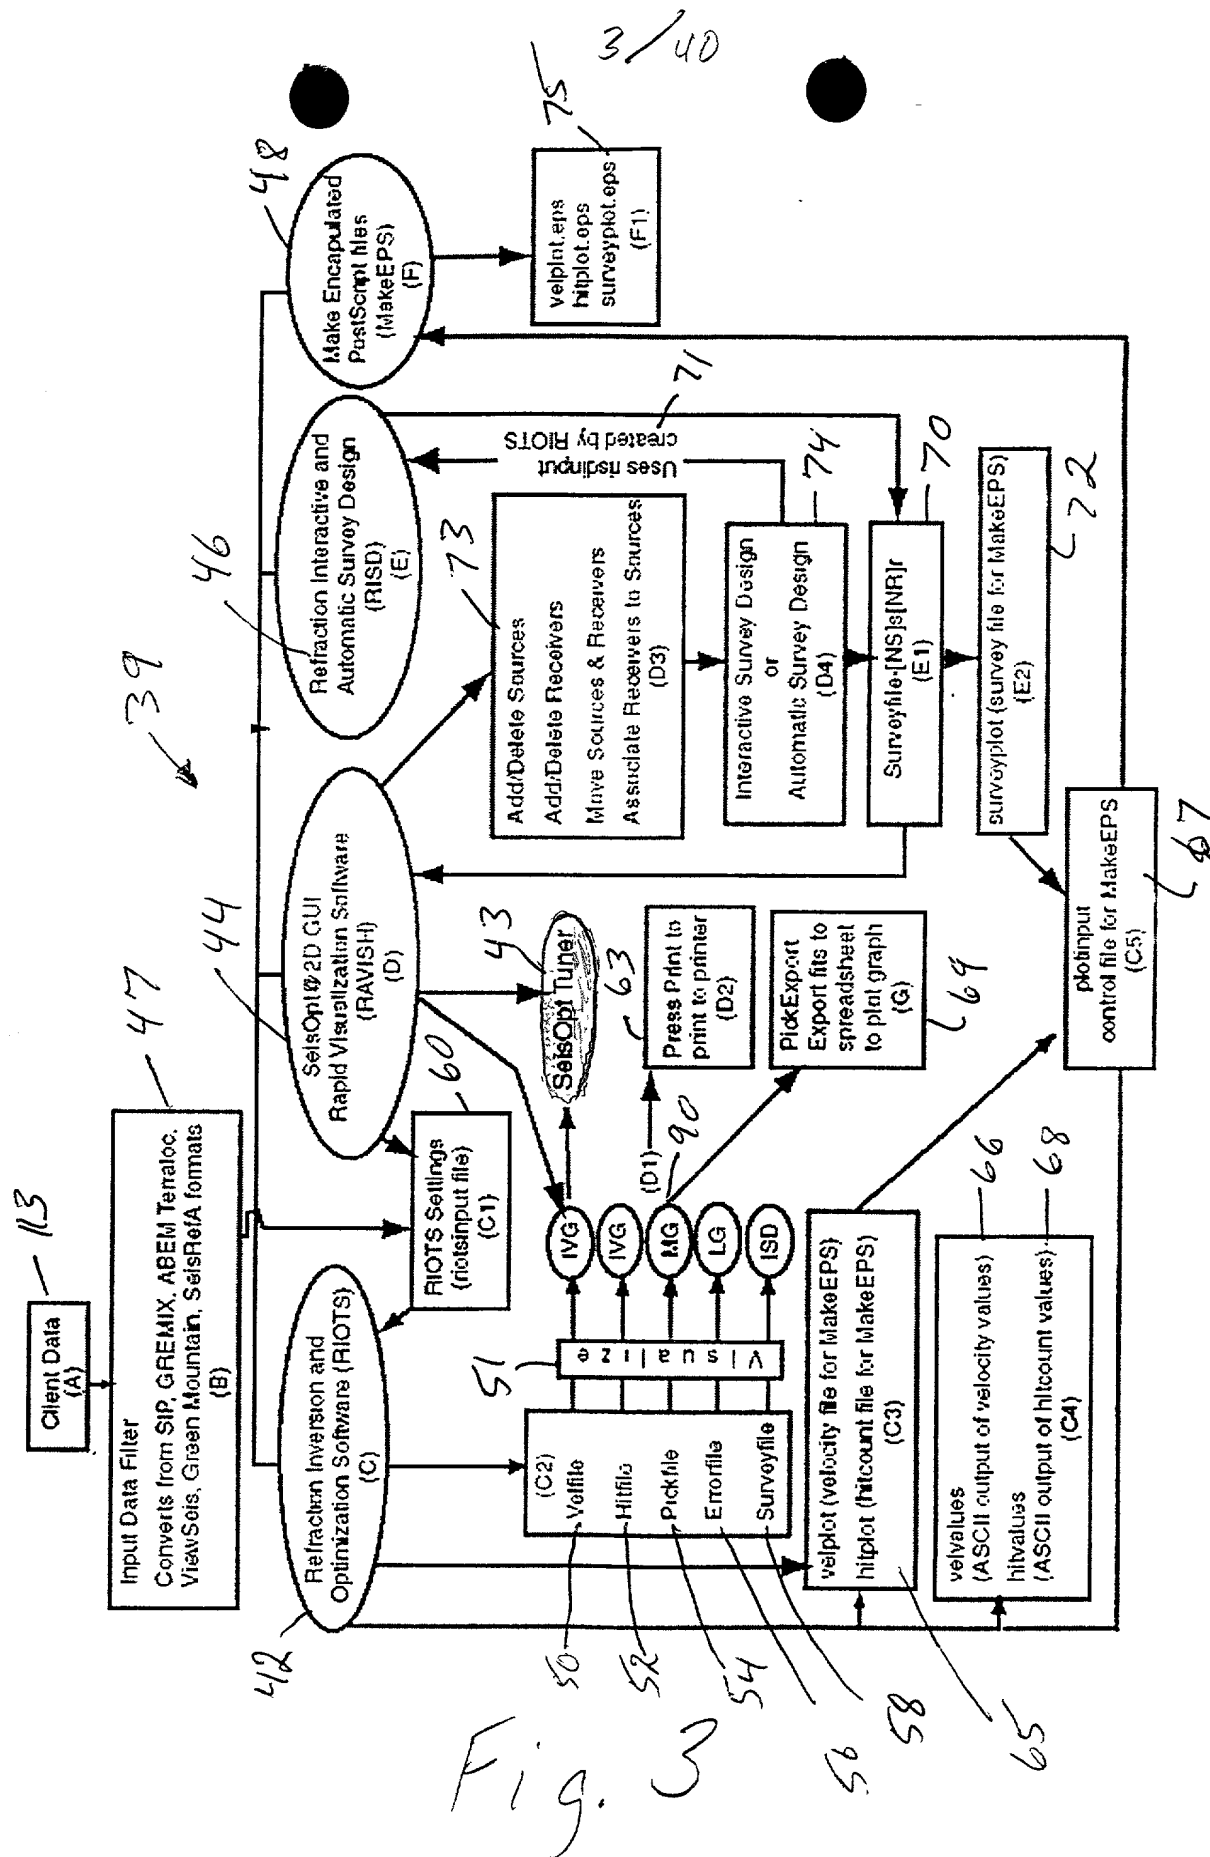 3/40
39
113
Client Data
(A)
47
Input Data Filter
Converts from SIP, GREMIX, ABEM Terraloc,
ViewSeis, Green Mountain, SeisRefA formats
(B)
42
Refraction Inversion and
Optimization Software (RIOTS)
(C)
44
SeisOpt®2D GUI
Rapid Visualization Software
(RAVISH)
(D)
46
Refraction Interactive and
Automatic Survey Design
(RISD)
(E)
48
Make Encapulated
PostScript files
(MakeEPS)
(F)
60
RIOTS Settings
(riotsinput file)
(C1)
(C2)
Velfile
Hitfile
Pickfile
Errorfile
Surveyfile
50
52
54
56
58
51
Visualize
IVG
IVG
MG
LG
ISD
43
SeisOpt Tuner
(D1)
90
63
Press Print to
print to printer
(D2)
PickExport
Export fits to
spreadsheet
to plot graph
(G)
69
73
Add/Delete Sources
Add/Delete Receivers
Move Sources & Receivers
Associate Receivers to Sources
(D3)
Uses risdinput
created by RIOTS
71
Interactive Survey Design
or
Automatic Survey Design
(D4)
74
Surveyfile-[NS]s[NR]r
(E1)
70
surveyplot (survey file for MakeEPS)
(E2)
72
velplot.eps
hitplot.eps
surveyplot.eps
(F1)
75
velplot (velocity file for MakeEPS)
hitplot (hitcount file for MakeEPS)
(C3)
65
velvalues
(ASCII output of velocity values)
hitvalues
(ASCII output of hitcount values)
(C4)
66
68
plotinput
control file for MakeEPS
(C5)
67
Fig. 3